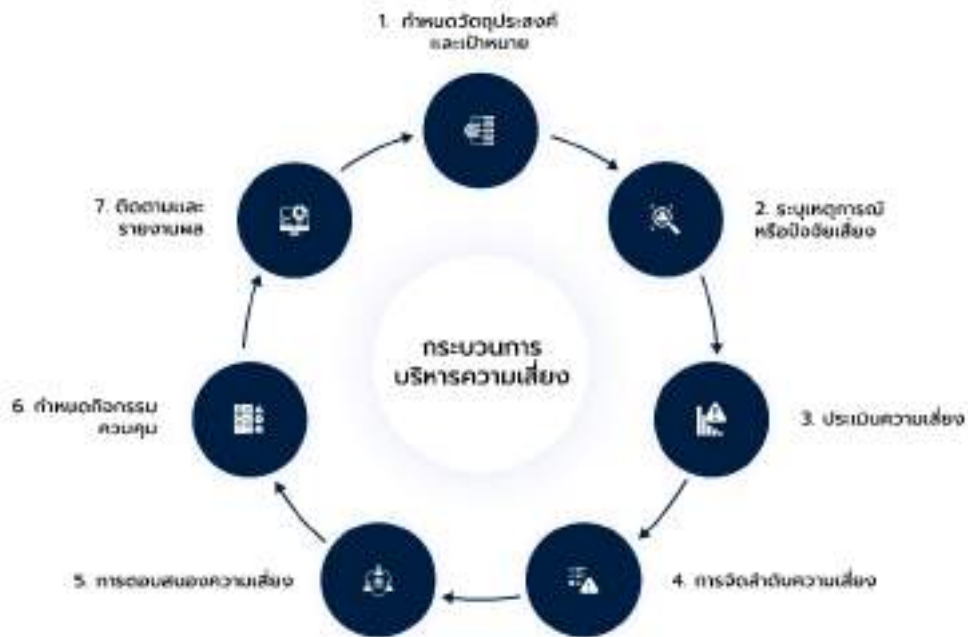 1. กำหนดวัตถุประสงค์
และเป้าหมาย
2. ระบุเหตุการณ์
หรือปัจจัยเสี่ยง
3. ประเมินความเสี่ยง
4. การจัดลำดับความเสี่ยง
5. การตอบสนองความเสี่ยง
6. กำหนดกิจกรรม
ควบคุม
7. ติดตามและ
รายงานผล
กระบวนการ
บริหารความเสี่ยง